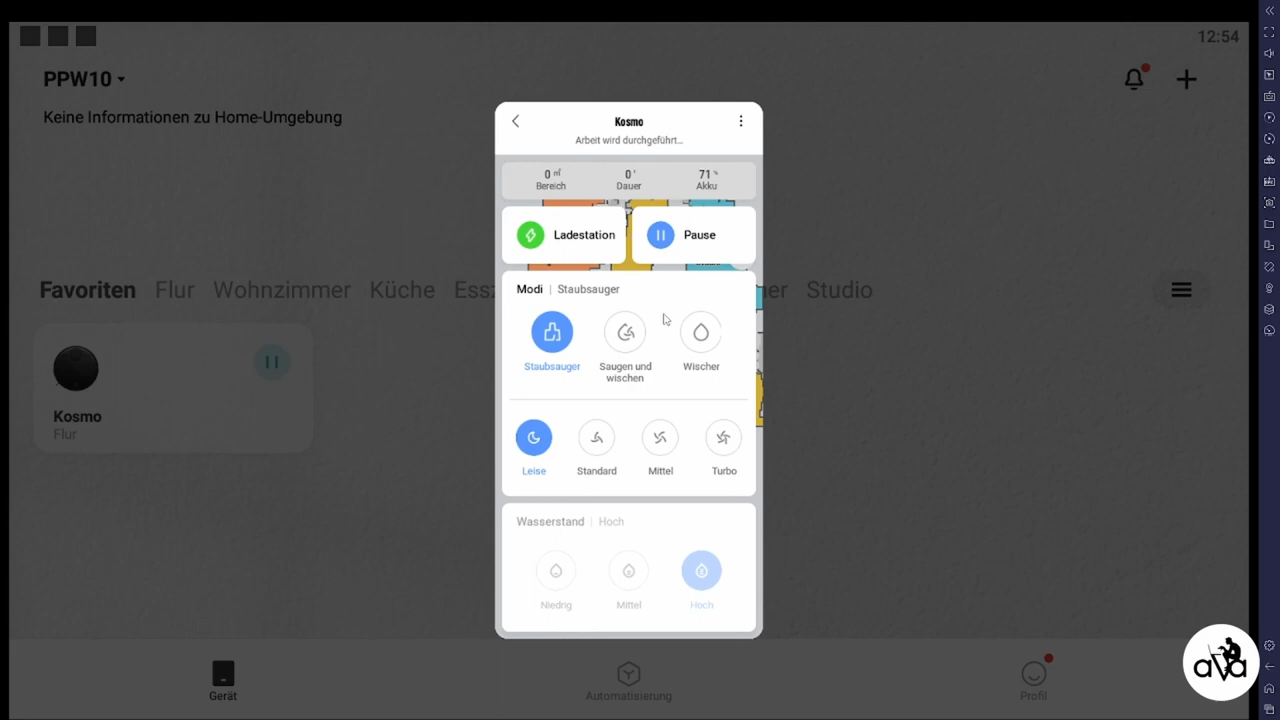 12:54
PPW10
Keine Informationen zu Home-Umgebung
Kosmo
Arbeit wird durchgeführt...
0 ㎡ 0 ' 71 %
Bereich Dauer Akku
Ladestation Pause
Modi | Staubsauger
Staubsauger Saugen und wischen Wischer
Leise Standard Mittel Turbo
Wasserstand | Hoch
Niedrig Mittel Hoch
Favoriten Flur Wohnzimmer Küche Essz er Studio
Kosmo
Flur
Gerät Automatisierung Profil
ava